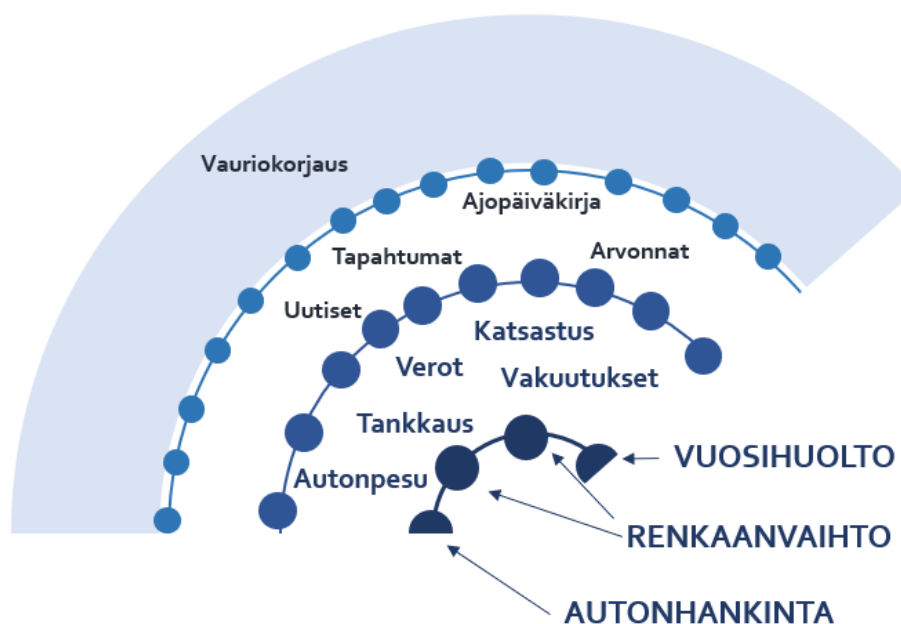 Vauriokorjaus
Ajopäiväkirja
Tapahtumat
Arvonnat
Uutiset
Katsastus
Verot
Vakuutukset
Tankkaus
Autonpesu
VUOSIHUOLTO
RENKAANVAIHTO
AUTONHANKINTA